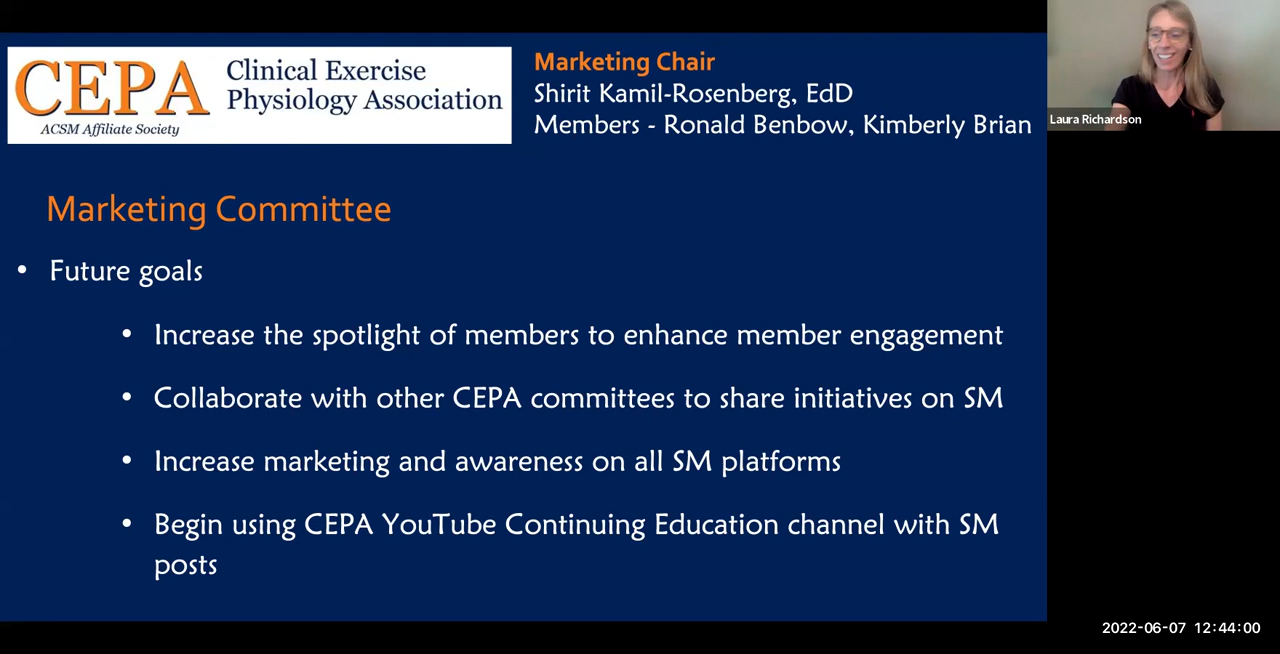 CEPA
Clinical Exercise
Physiology Association
ACSM Affiliate Society
Marketing Chair
Shirit Kamil-Rosenberg, EdD
Members - Ronald Benbow, Kimberly Brian
Laura Richardson
Marketing Committee
• Future goals
• Increase the spotlight of members to enhance member engagement
• Collaborate with other CEPA committees to share initiatives on SM
• Increase marketing and awareness on all SM platforms
• Begin using CEPA YouTube Continuing Education channel with SM
posts
2022-06-07 12:44:00